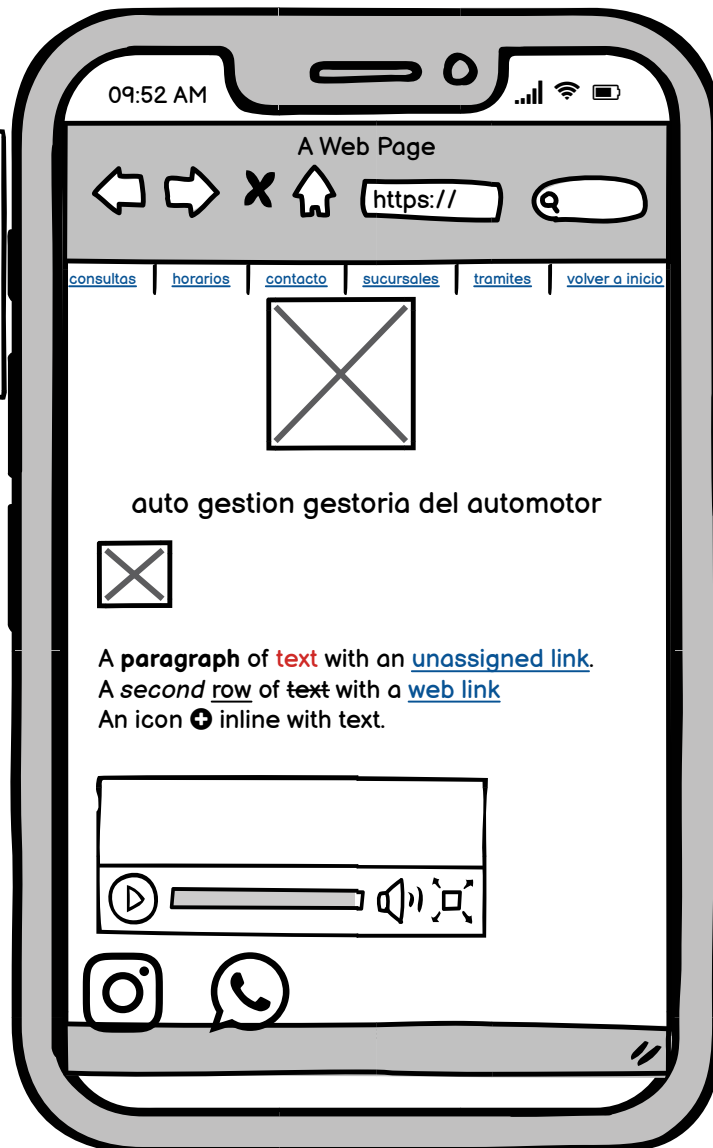 09:52 AM
A Web Page
https://
consultas horarios contacto sucursales tramites volver a inicio
auto gestion gestoria del automotor
A paragraph of text with an unassigned link.
A second row of text with a web link
An icon inline with text.